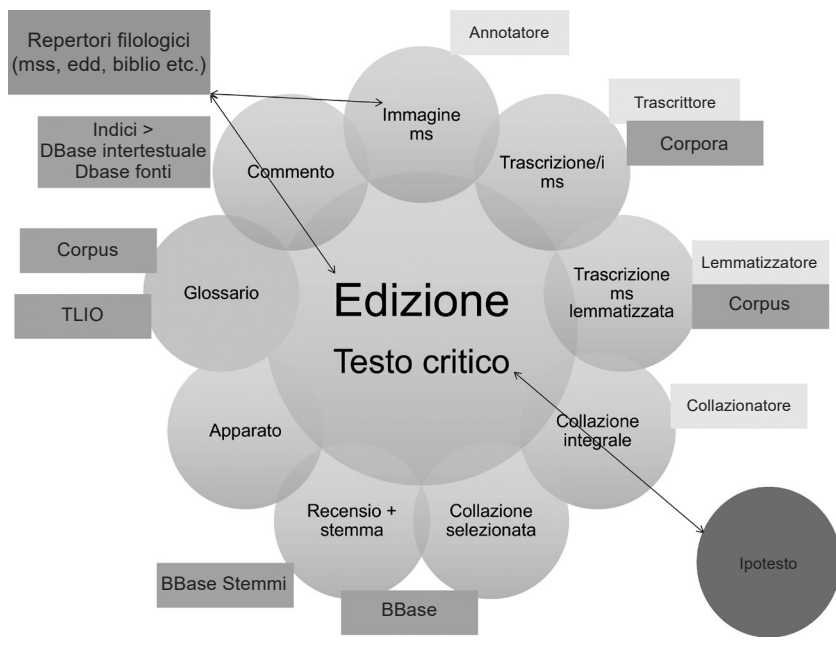 Repertori filologici
(mss, edd, biblio etc.)
Annotatore
Immagine
ms
Trascrittore
Corpora
Indici >
DBase intertestuale
Dbase fonti
Commento
Trascrizione/i
ms
Corpus
TLIO
Glossario
Edizione
Testo critico
Trascrizione
ms
lemmatizzata
Lemmatizzatore
Corpus
Collazionatore
Apparato
Collazione
integrale
Recensio +
stemma
Collazione
selezionata
Ipotesto
BBase Stemmi
BBase